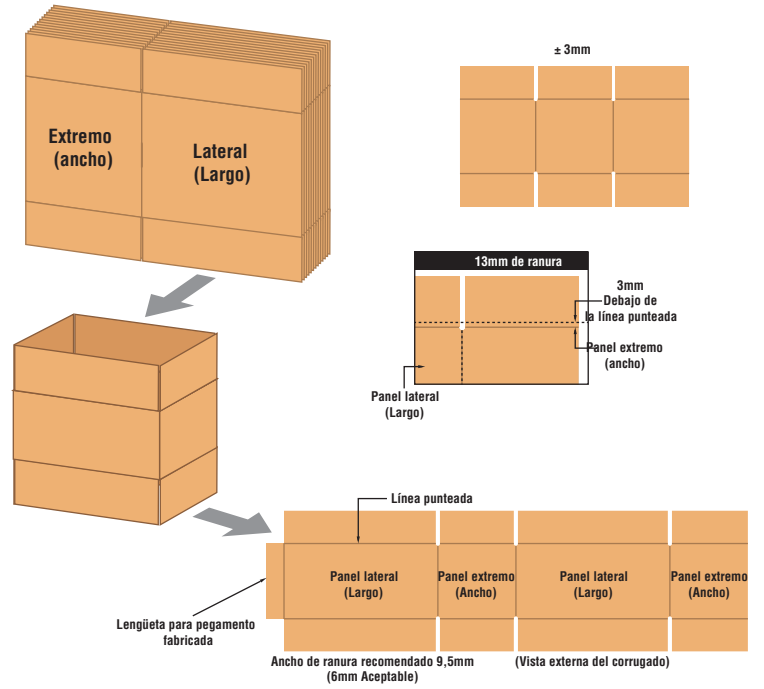 ± 3mm
Extremo
(ancho)
Lateral
(Largo)
13mm de ranura
3mm
Debajo de
la línea punteada
Panel extremo
(ancho)
Panel lateral
(Largo)
Línea punteada
Panel lateral
(Largo)
Panel extremo
(Ancho)
Panel lateral
(Largo)
Panel extremo
(Ancho)
Lengüeta para pegamento
fabricada
Ancho de ranura recomendado 9,5mm
(6mm Aceptable)
(Vista externa del corrugado)